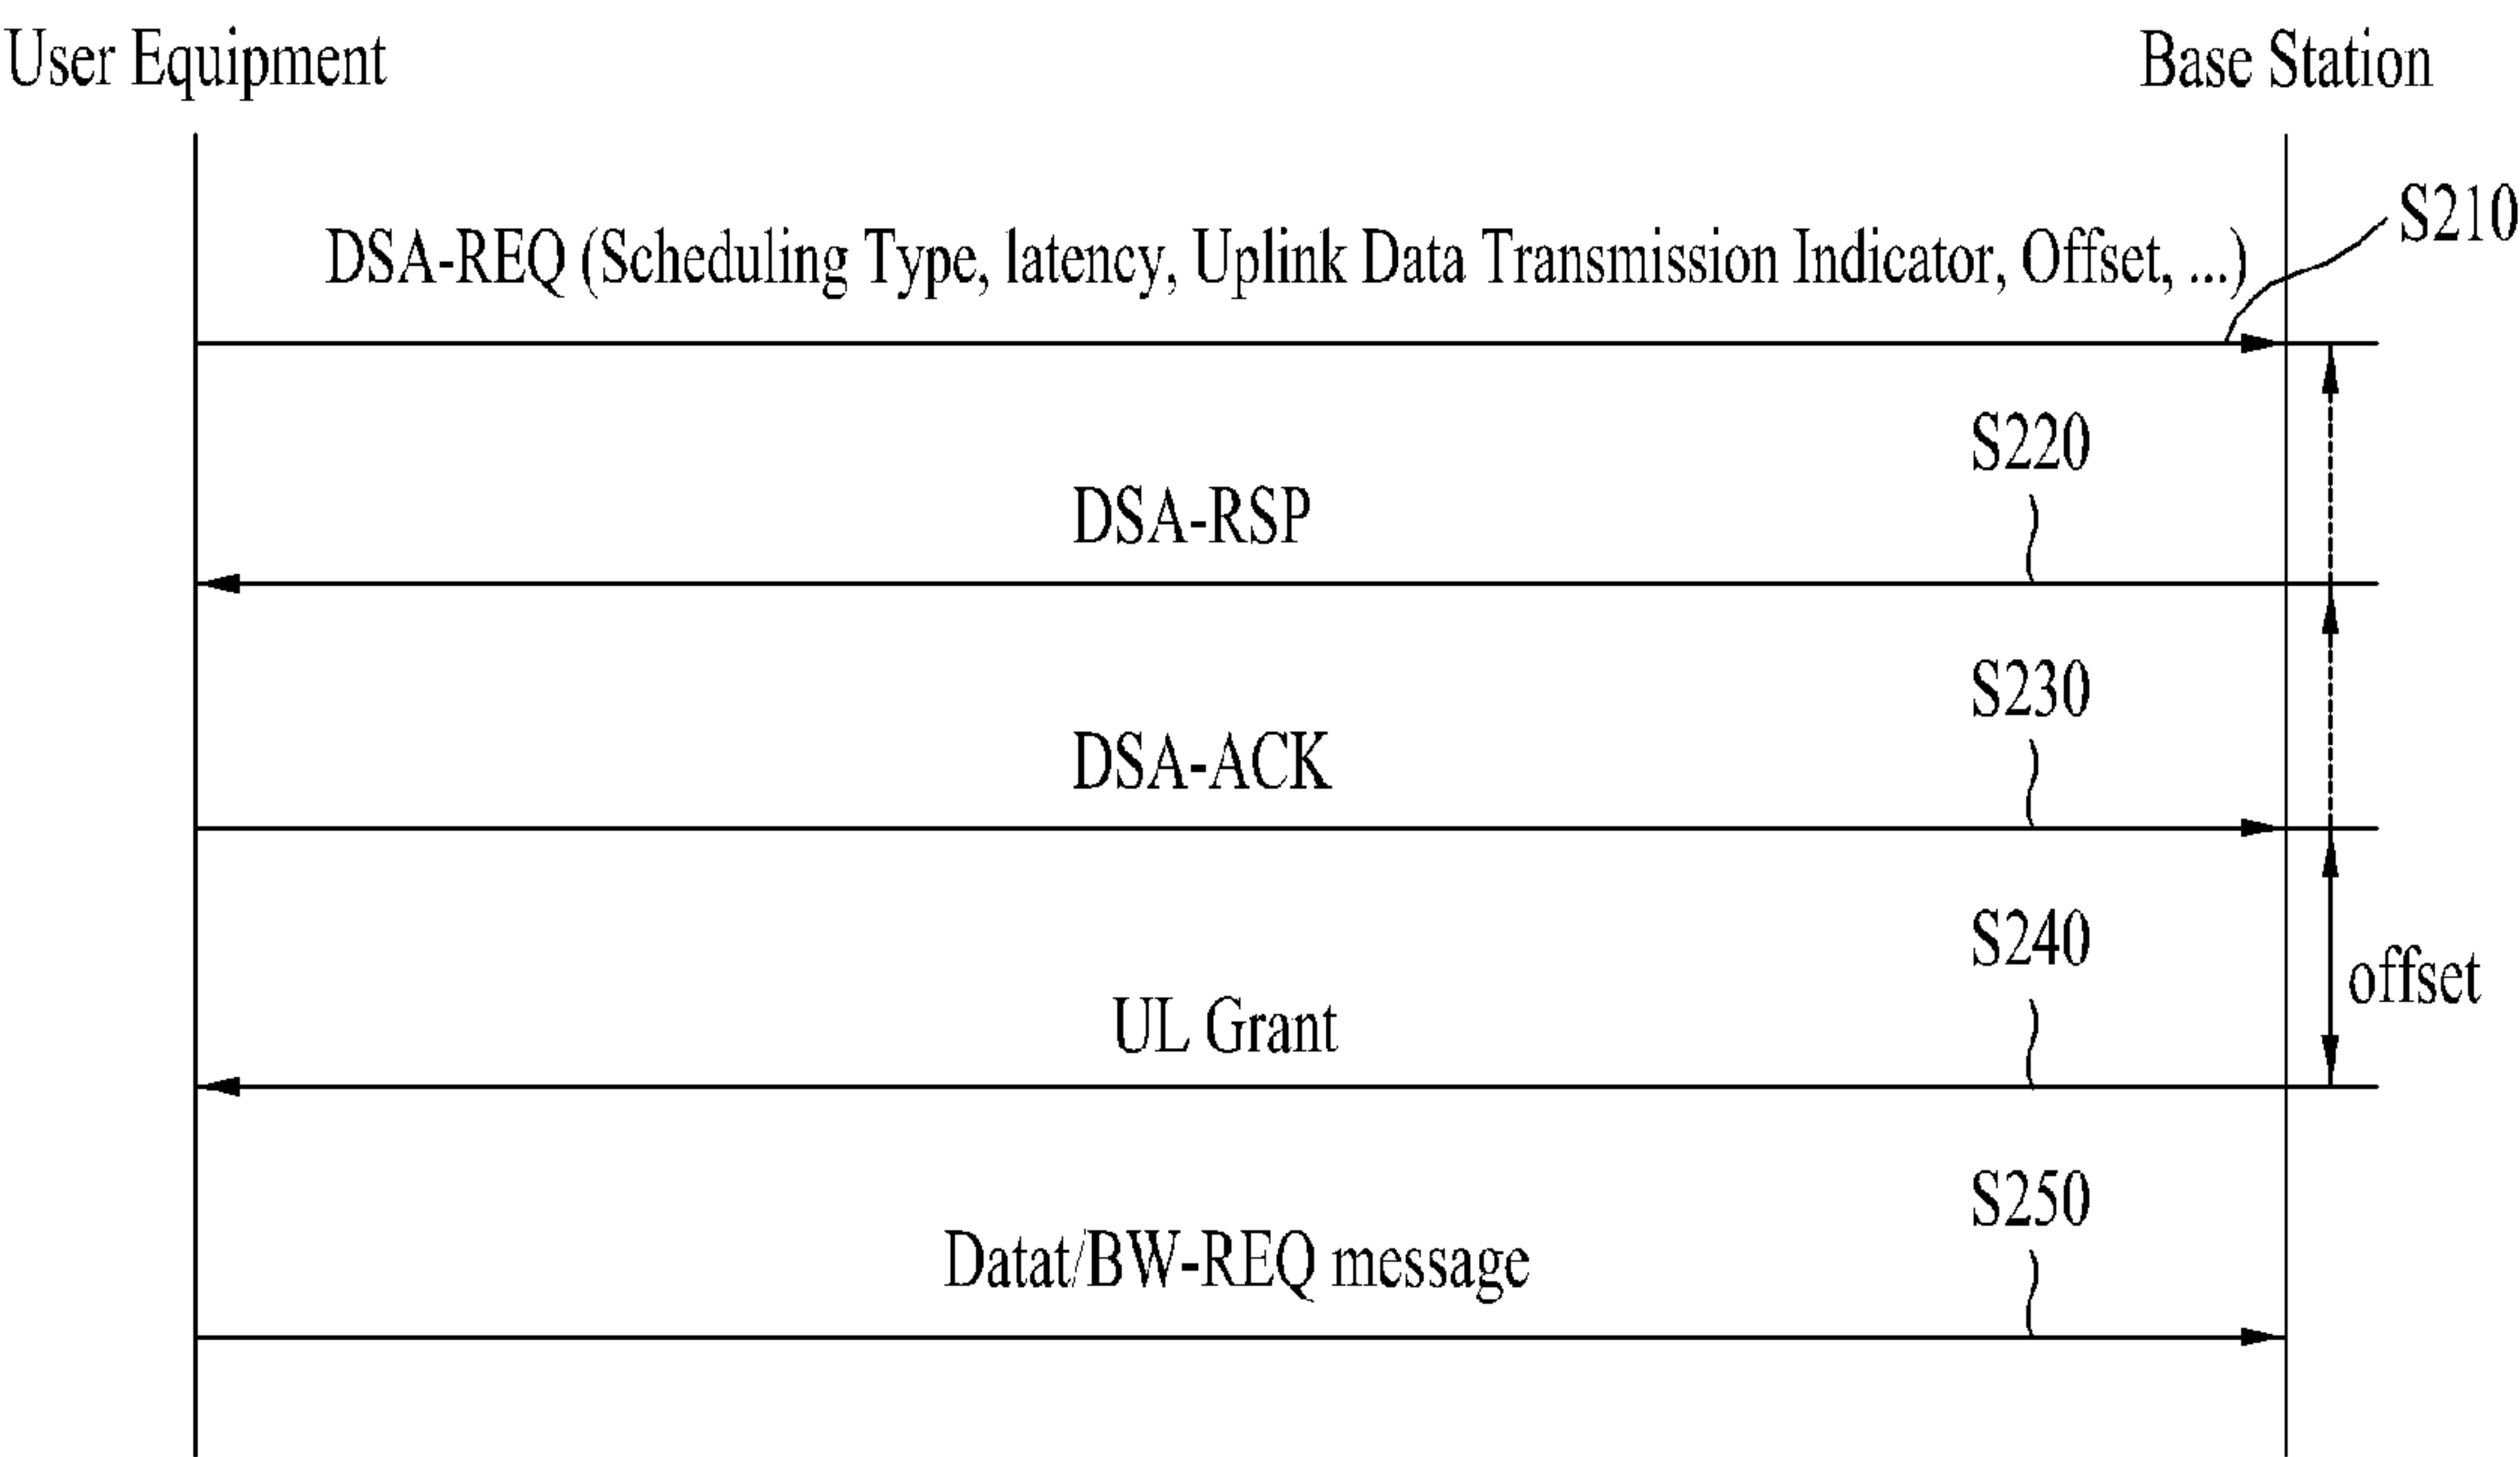 User Equipment
Base Station
S210
DSA-REQ (Scheduling Type, latency, Uplink Data Transmission Indicator, Offset, ...)
S220
DSA-RSP
S230
DSA-ACK
S240
offset
UL Grant
S250
Datat/BW-REQ message